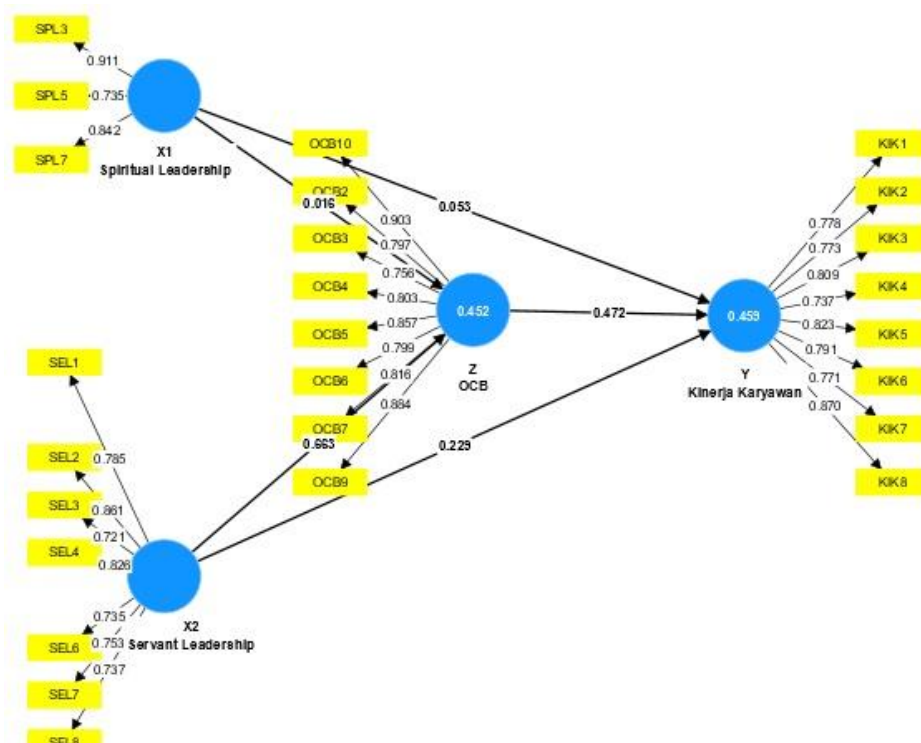 SPL3
0.911
SPL5
0.735
0.842
SPL7
X1
Spiritual Leadership
OCB10
OCB2
0.016
OCB3
OCB4
OCB5
OCB6
OCB7
OCB9
0.903
0.797
0.756
0.803
0.857
0.799
0.816
0.884
0.053
0.452
Z
OCB
0.472
0.663
0.229
0.459
Y
Kinerja Karyawan
KIK1
KIK2
KIK3
KIK4
KIK5
KIK6
KIK7
KIK8
0.778
0.773
0.809
0.737
0.823
0.791
0.771
0.870
SEL1
0.785
SEL2
0.861
SEL3
0.721
SEL4
0.826
X2
Servant Leadership
0.735
SEL6
0.753
0.737
SEL7
SEL8